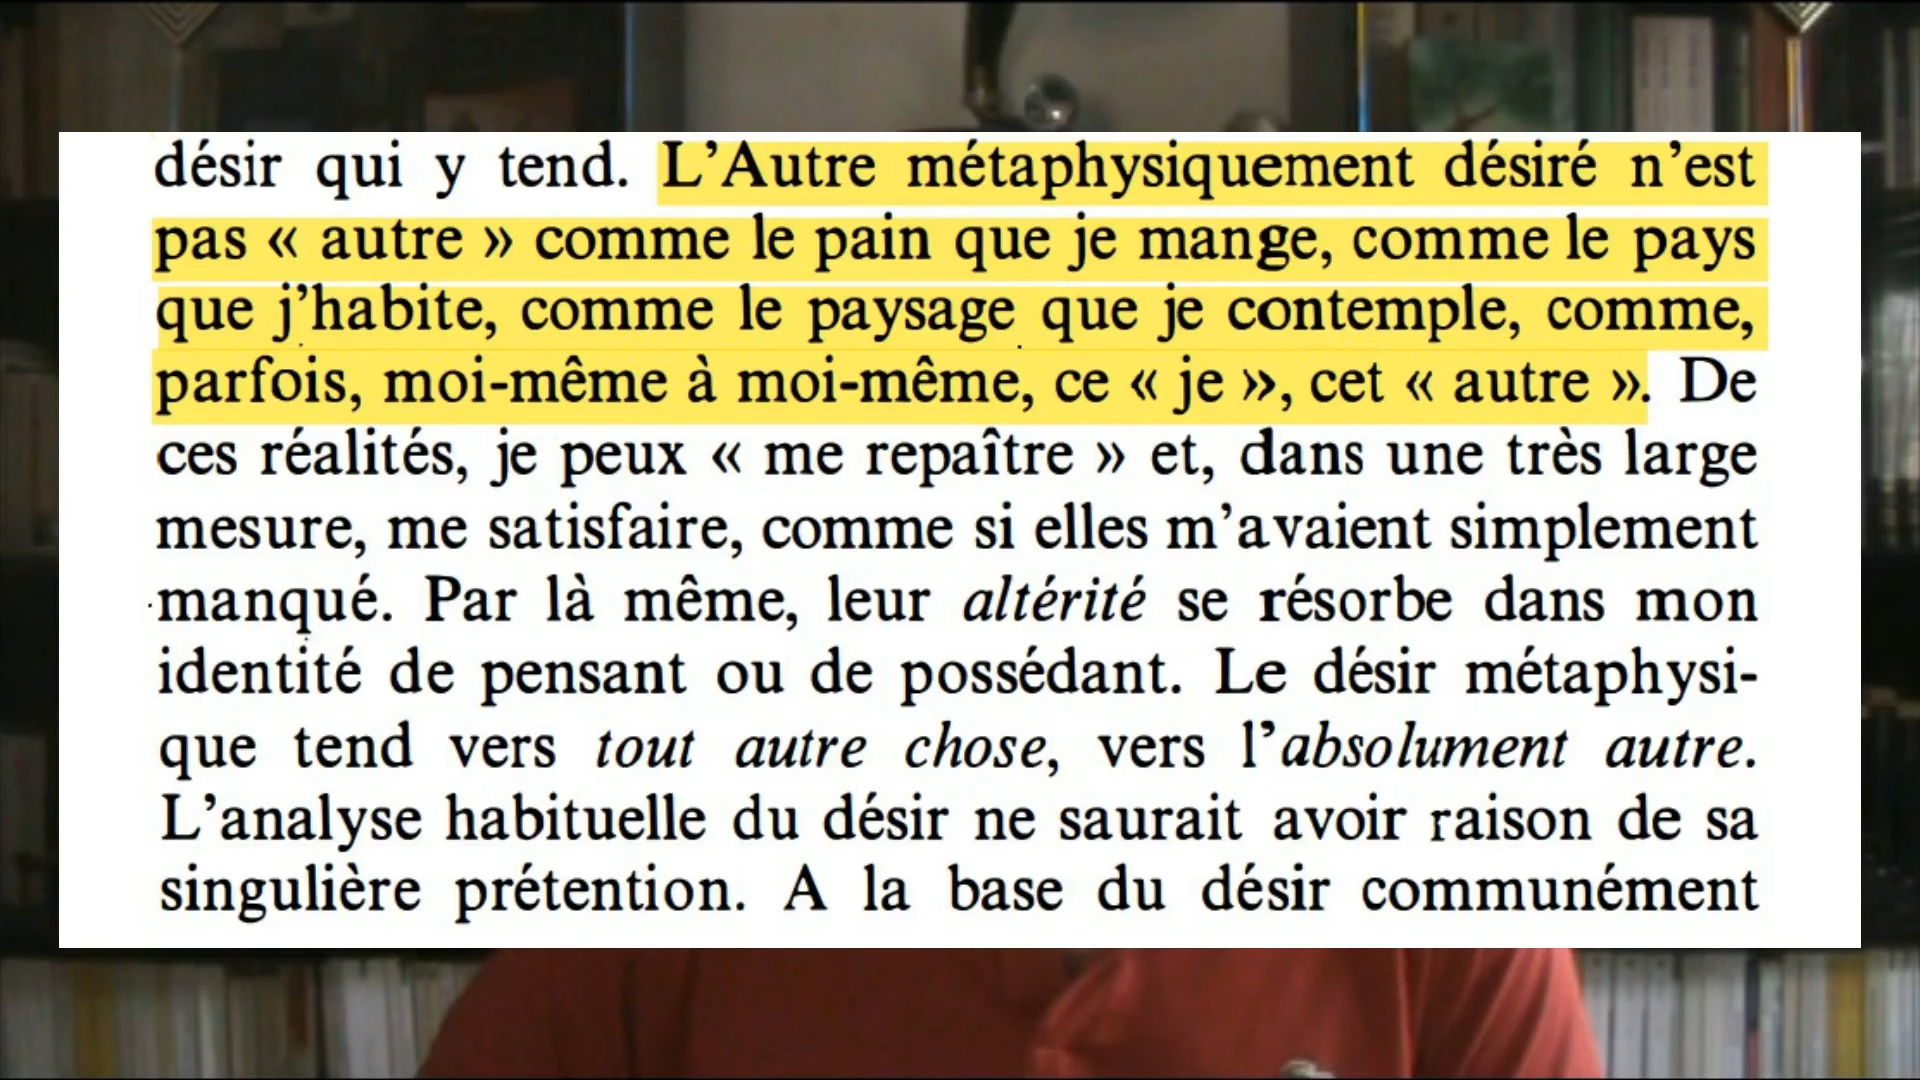 désir qui y tend. L’Autre métaphysiquement désiré n’est
pas « autre » comme le pain que je mange, comme le pays
que j’habite, comme le paysage que je contemple, comme,
parfois, moi-même à moi-même, ce « je », cet « autre ». De
ces réalités, je peux « me repaître » et, dans une très large
mesure, me satisfaire, comme si elles m’avaient simplement
manqué. Par là même, leur altérité se résorbe dans mon
identité de pensant ou de possédant. Le désir métaphysi-
que tend vers tout autre chose, vers l’absolument autre.
L’analyse habituelle du désir ne saurait avoir raison de sa
singulière prétention. A la base du désir communément